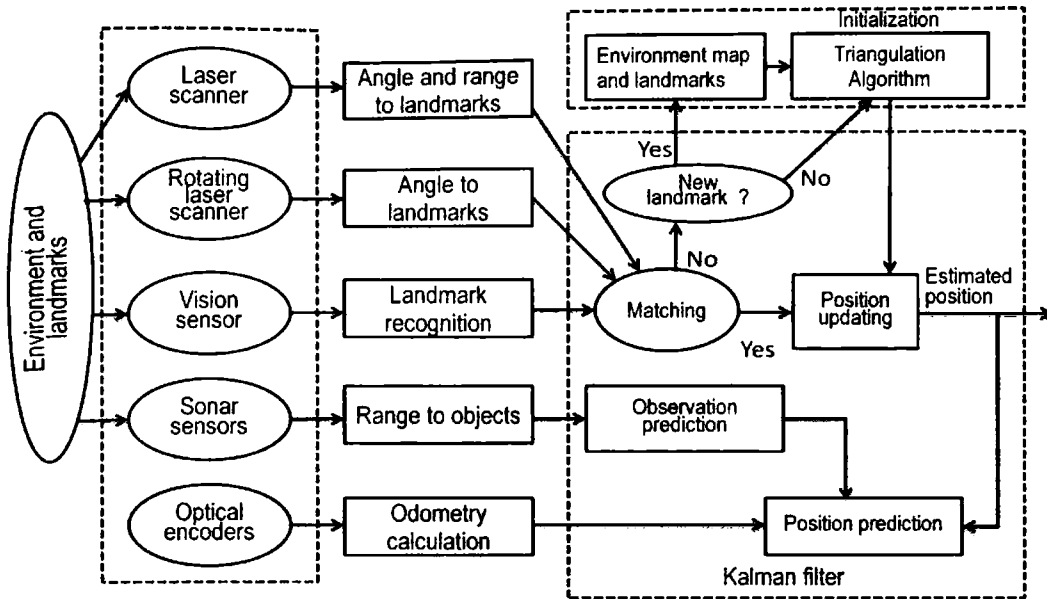 Environment and
landmarks
Laser
scanner
Rotating
laser
scanner
Vision
sensor
Sonar
sensors
Optical
encoders
Angle and range
to landmarks
Angle to
landmarks
Landmark
recognition
Range to objects
Odometry
calculation
Initialization
Environment map
and landmarks
Triangulation
Algorithm
Yes
No
New
landmark ?
No
Matching
Yes
Position
updating
Estimated
position
Observation
prediction
Position prediction
Kalman filter